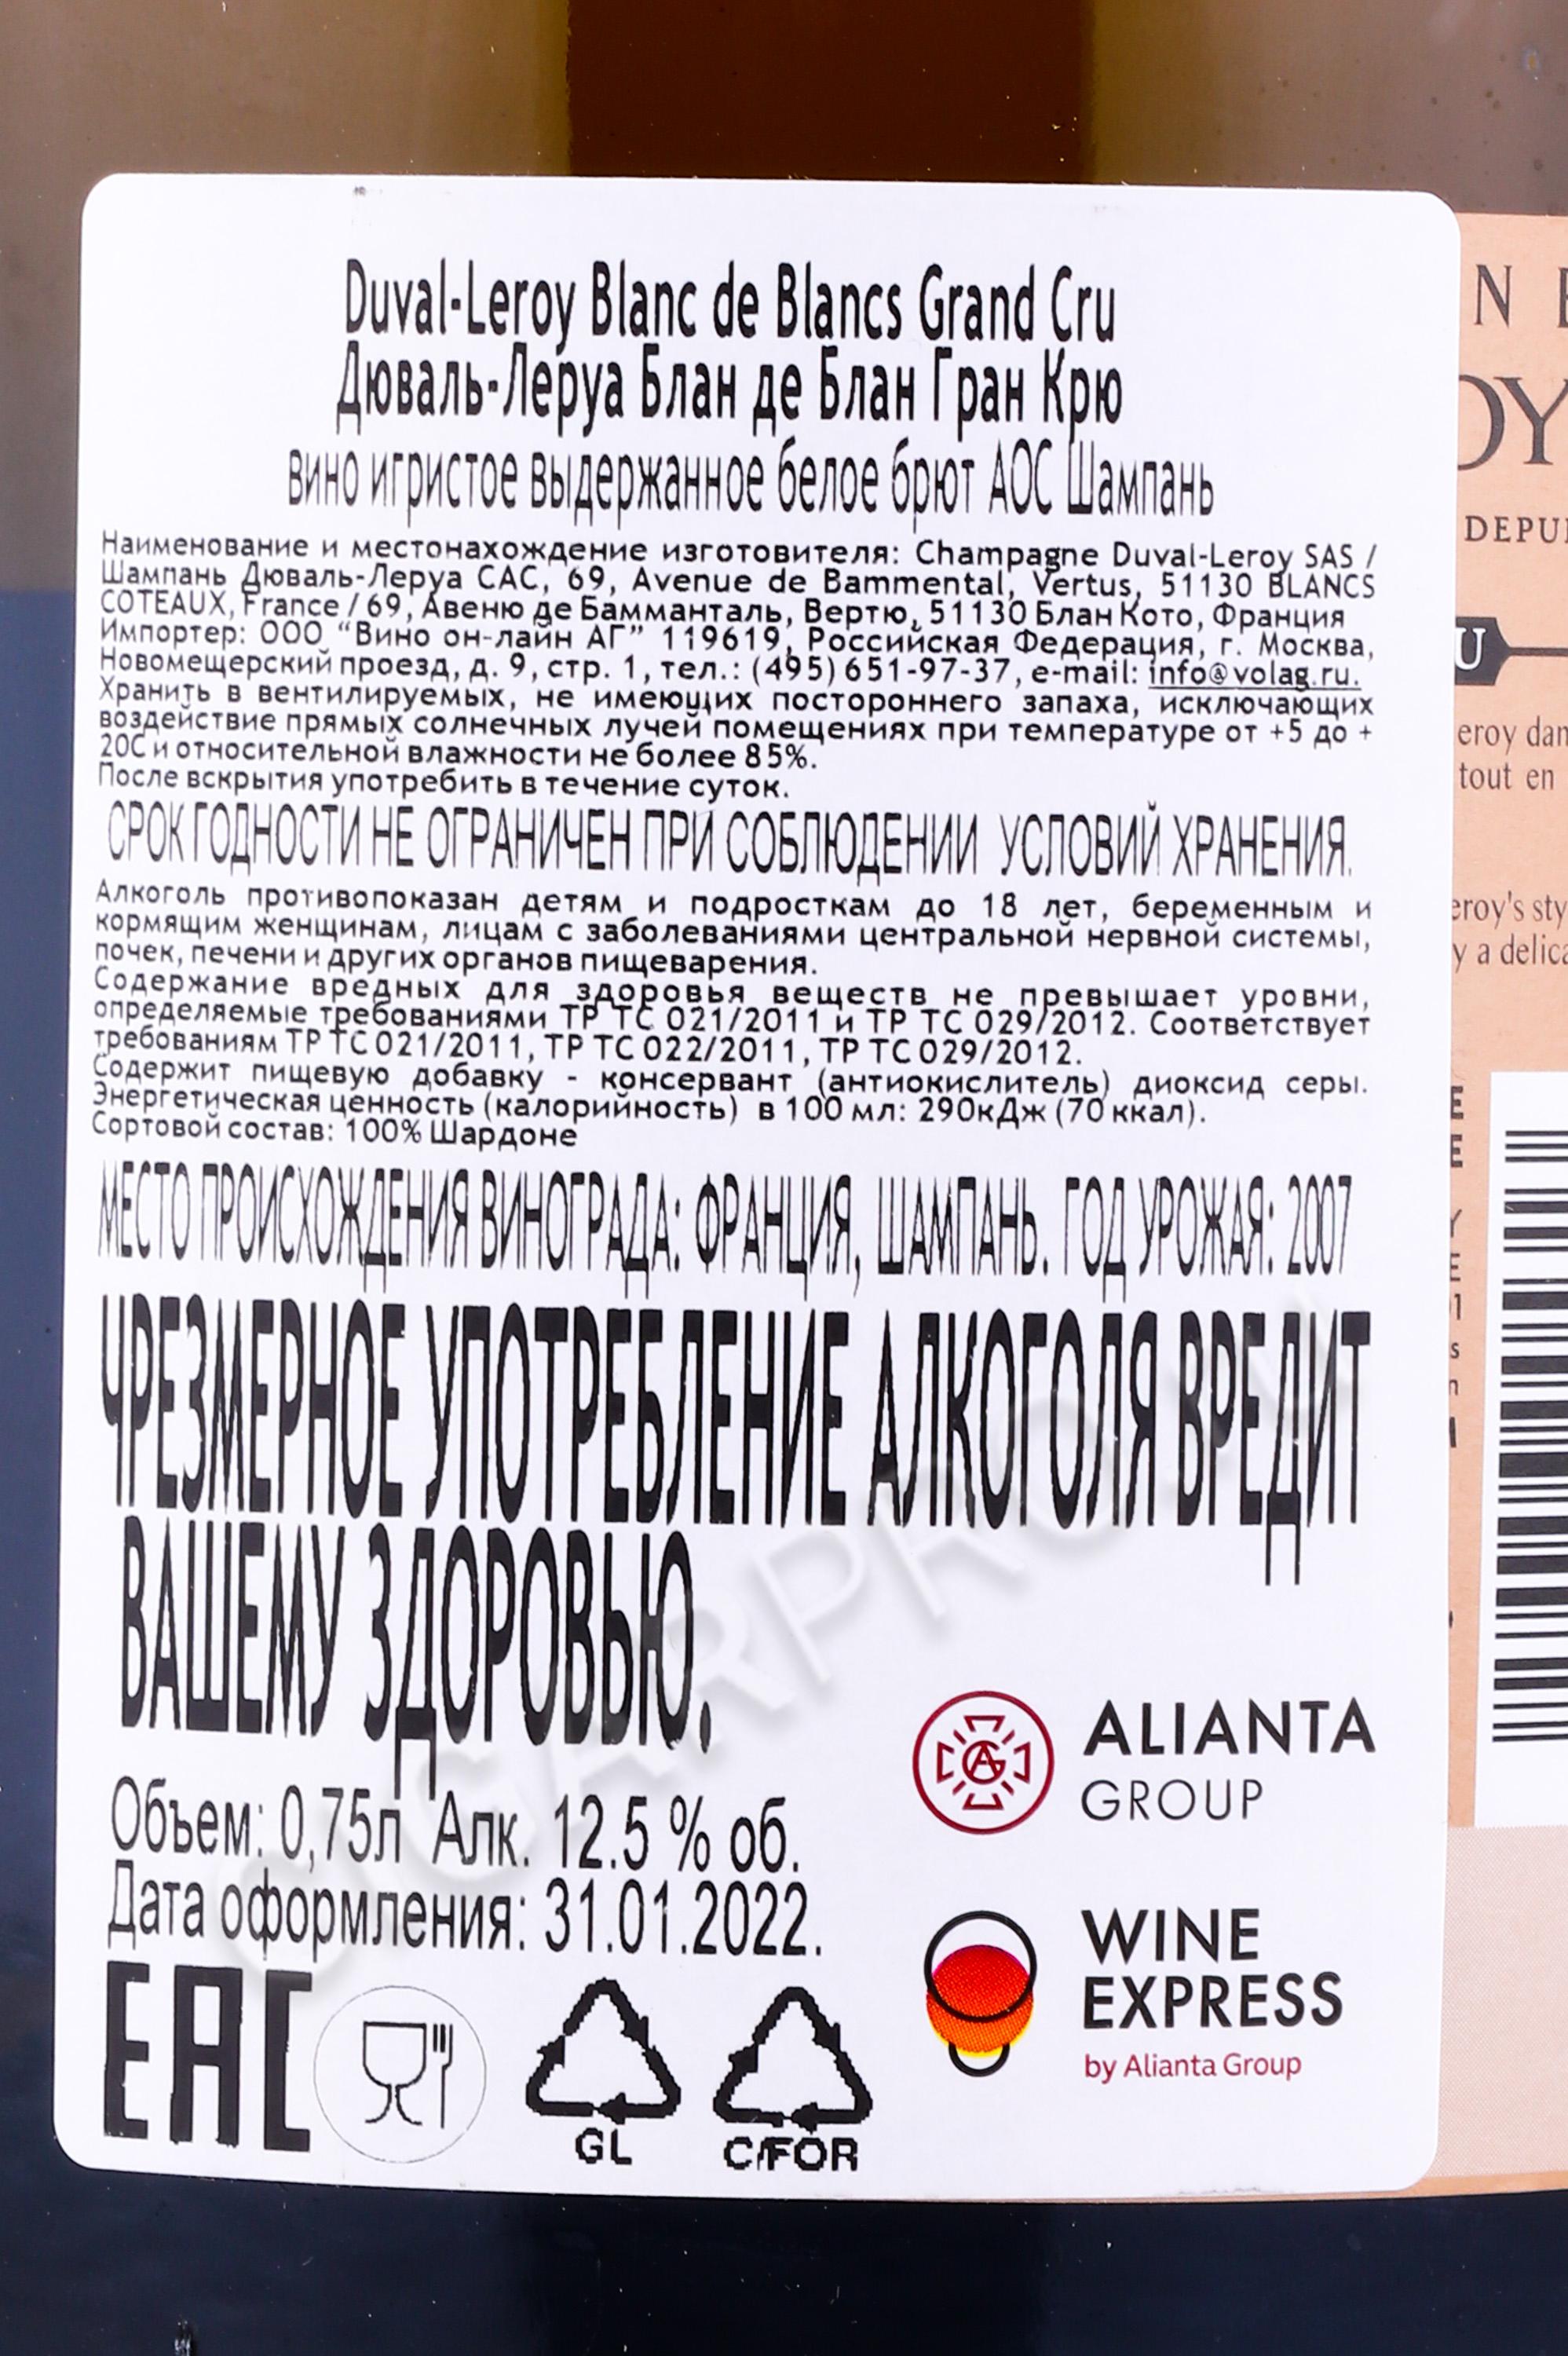 Duval-Leroy Blanc de Blancs Grand Cru
Дюваль-Леруа Блан де Блан Гран Крю
вино игристое выдержанное белое брют АОС Шампань
Наименование и местонахождение изготовителя: Champagne Duval-Leroy SAS /
Шампань Дюваль-Леруа САС, 69, Avenue de Bammental, Vertus, 51130 BLANCS
COTEAUX, France / 69, Авеню де Бамманталь, Вертю, 51130 Блан Кото, Франция
Импортер: ООО "Вино он-лайн АГ" 119619, Российская Федерация, г. Москва,
Новомещерский проезд, д. 9, стр. 1, тел.: (495) 651-97-37, e-mail: info@volag.ru.
Хранить в вентилируемых, не имеющих постороннего запаха, исключающих
воздействие прямых солнечных лучей помещениях при температуре от +5 до +
20С и относительной влажности не более 85%.
После вскрытия употребить в течение суток.
СРОК ГОДНОСТИ НЕ ОГРАНИЧЕН ПРИ СОБЛЮДЕНИИ УСЛОВИЙ ХРАНЕНИЯ.
Алкоголь противопоказан детям и подросткам до 18 лет, беременным и
кормящим женщинам, лицам с заболеваниями центральной нервной системы,
почек, печени и других органов пищеварения.
Содержание вредных для здоровья веществ не превышает уровни,
определяемые требованиями ТР ТС 021/2011 и ТР ТС 029/2012. Соответствует
требованиям ТР ТС 021/2011, ТР ТС 022/2011, ТР ТС 029/2012.
Содержит пищевую добавку - консервант (антиокислитель) диоксид серы.
Энергетическая ценность (калорийность) в 100 мл: 290кДж (70 ккал).
Сортовой состав: 100% Шардоне
МЕСТО ПРОИСХОЖДЕНИЯ ВИНОГРАДА: ФРАНЦИЯ, ШАМПАНЬ. ГОД УРОЖАЯ: 2007
ЧРЕЗМЕРНОЕ УПОТРЕБЛЕНИЕ АЛКОГОЛЯ ВРЕДИТ
ВАШЕМУ ЗДОРОВЬЮ.
Объем: 0,75л Алк. 12.5 % об.
Дата оформления: 31.01.2022.
EAC
GL
C/FOR
ALIANTA
GROUP
WINE
EXPRESS
by Alianta Group
N
OY
DEPU
U
eroy dan
tout en
eroy's sty
y a delica